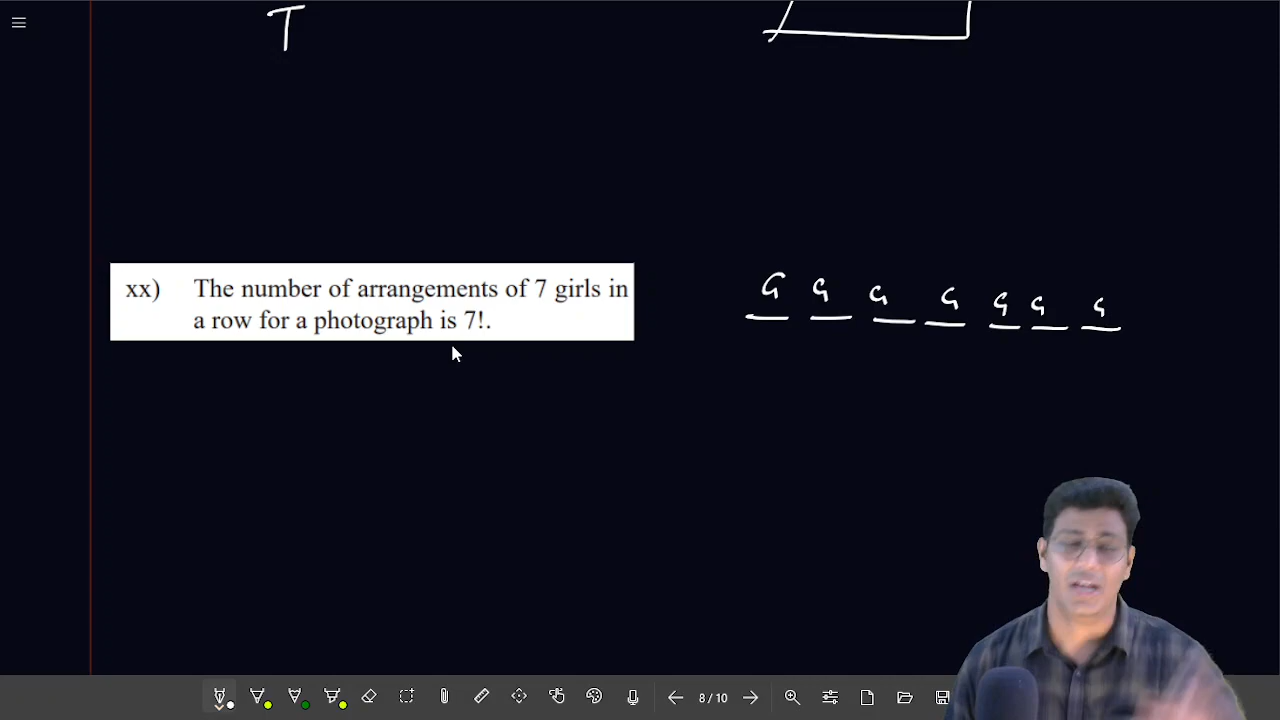 T
xx) The number of arrangements of 7 girls in
a row for a photograph is 7!.
G G G G G G G
8/10